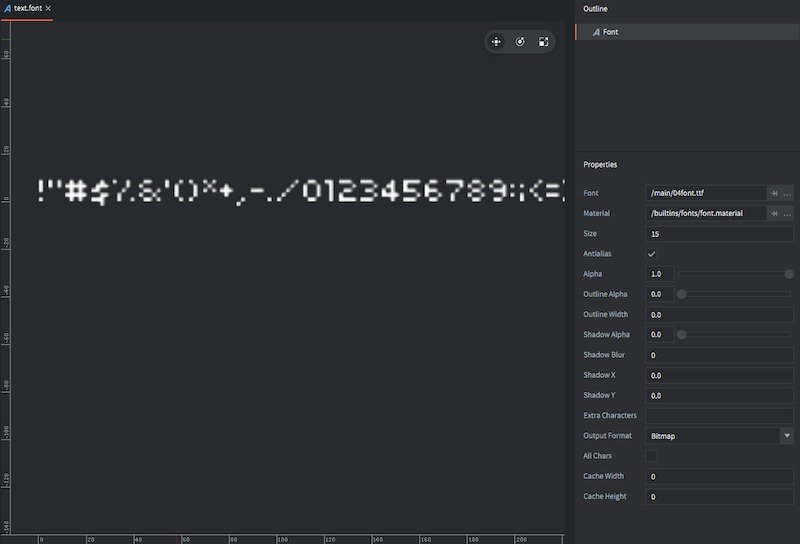 text.font
Outline
Font
60
40
20
0
-20
-40
-60
-80
-100
-120
-140
!"#$%&'()*+,-./0123456789:;<=
0 20 40 60 80 100 120 140 160 180 200
Properties
Font /main/04font.ttf ...
Material /builtins/fonts/font.material ...
Size 15
Antialias
Alpha 1.0
Outline Alpha 0.0
Outline Width 0.0
Shadow Alpha 0.0
Shadow Blur 0
Shadow X 0.0
Shadow Y 0.0
Extra Characters
Output Format Bitmap
All Chars
Cache Width 0
Cache Height 0